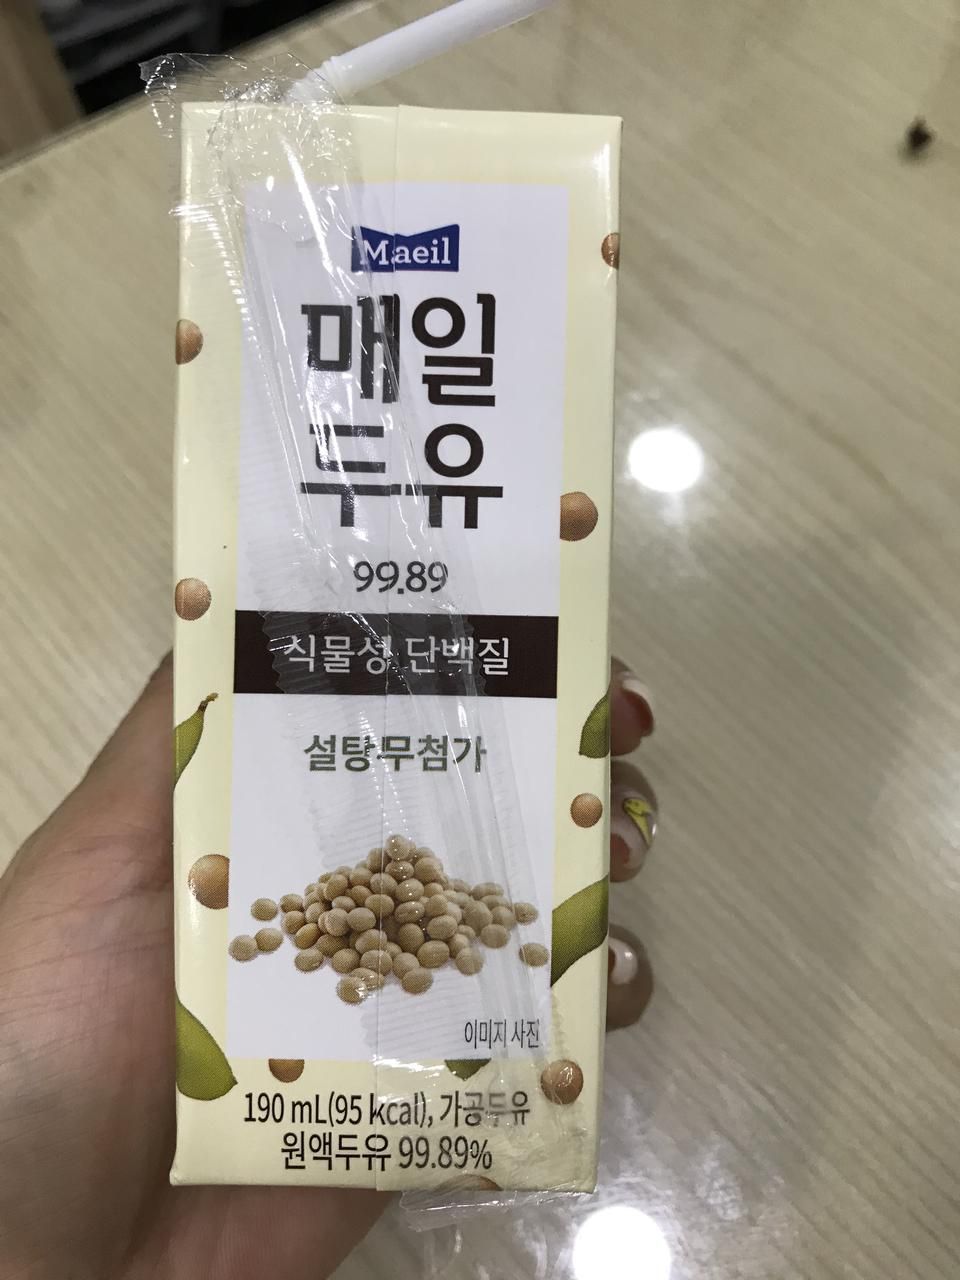 Maeil
매일
두유
99.89
식물성 단백질
설탕무첨가
이미지 사진
190 mL(95 kcal), 가공두유
원액두유 99.89%